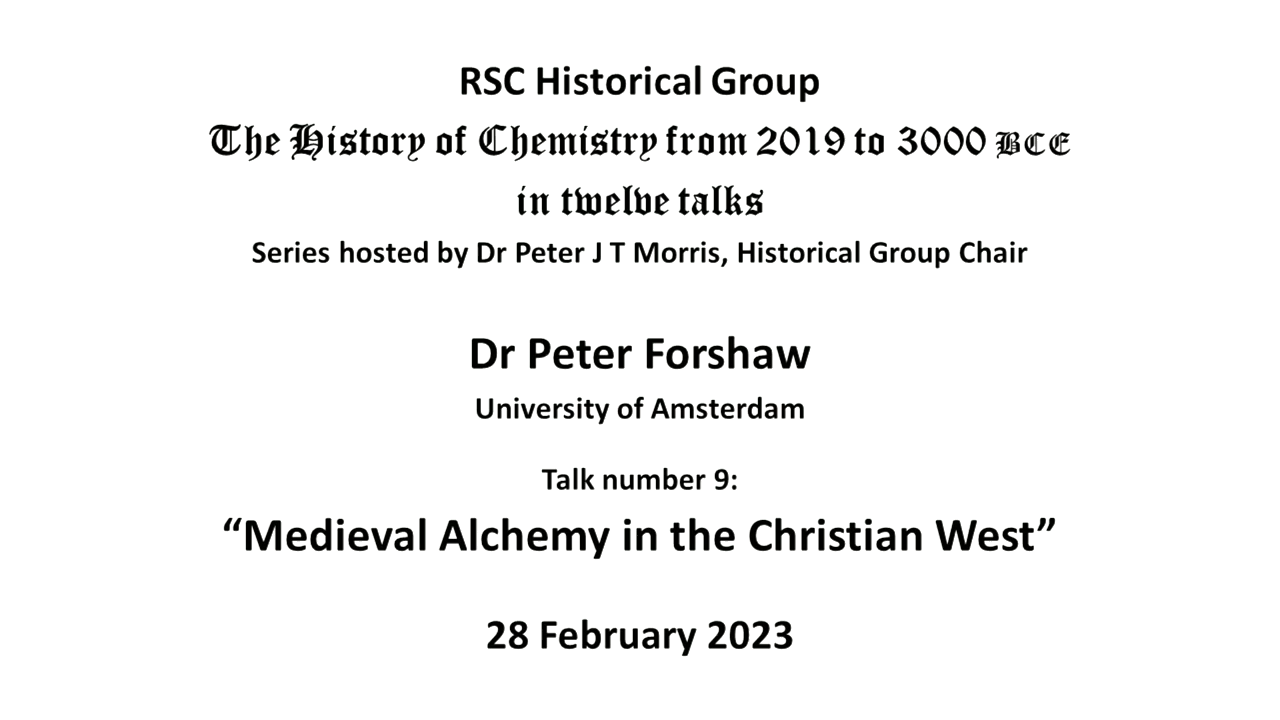 RSC Historical Group
The History of Chemistry from 2019 to 3000 BCE
in twelve talks
Series hosted by Dr Peter J T Morris, Historical Group Chair
Dr Peter Forshaw
University of Amsterdam
Talk number 9:
“Medieval Alchemy in the Christian West”
28 February 2023